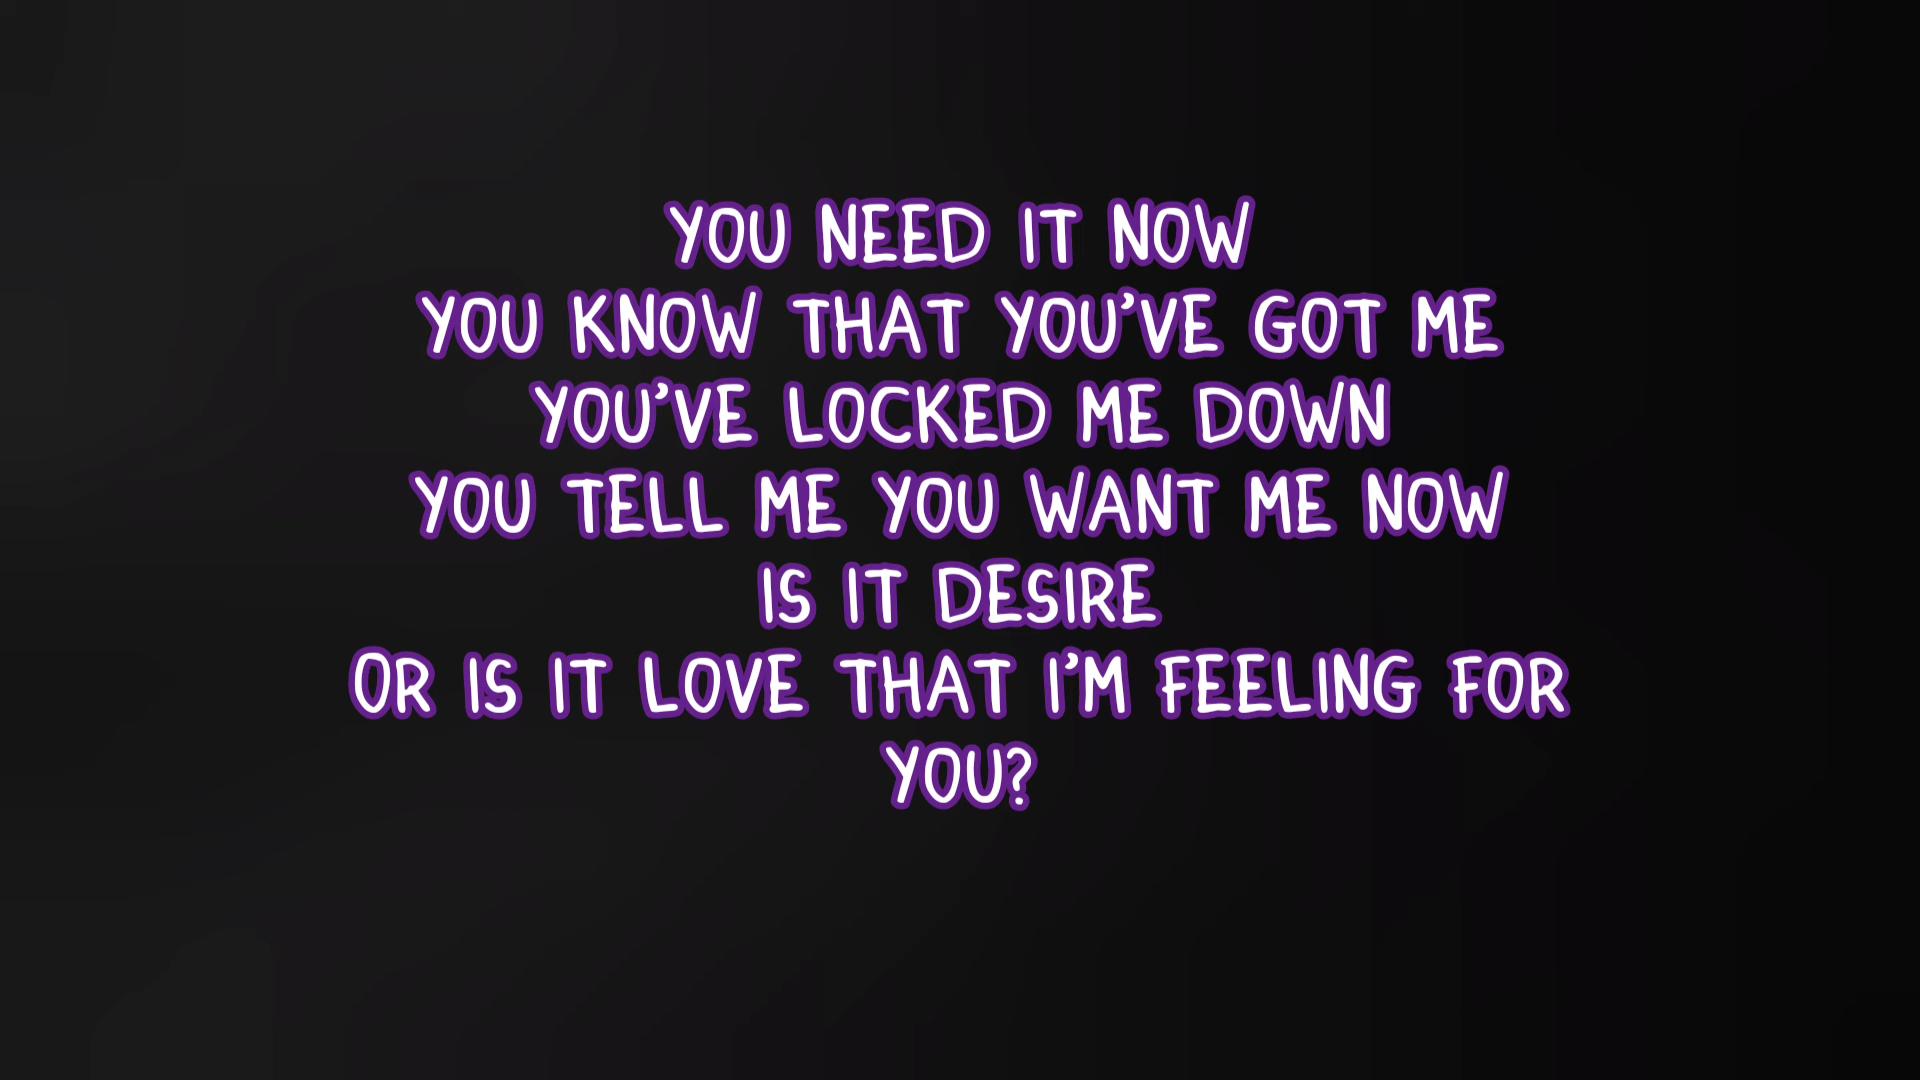 YOU NEED IT NOW
YOU KNOW THAT YOU'VE GOT ME
YOU'VE LOCKED ME DOWN
YOU TELL ME YOU WANT ME NOW
IS IT DESIRE
OR IS IT LOVE THAT I'M FEELING FOR
YOU?